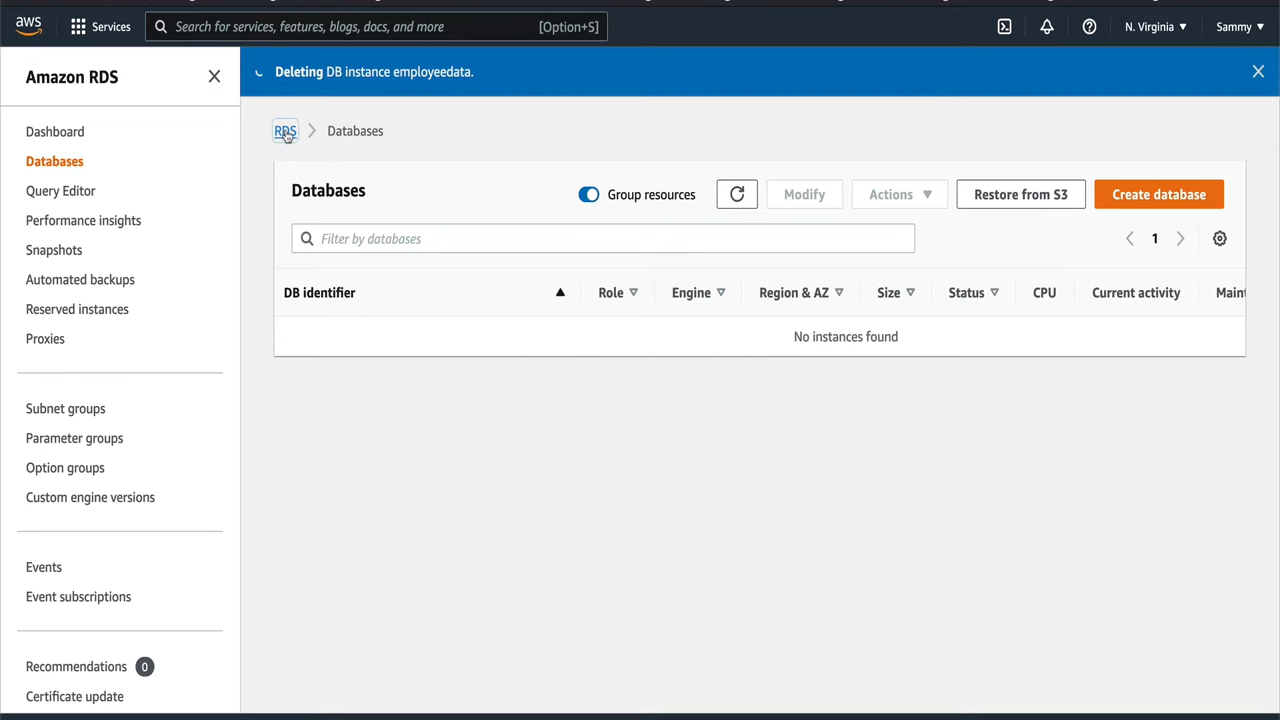 aws Services Search for services, features, blogs, docs, and more [Option+S] N. Virginia ▼ Sammy ▼
Amazon RDS
Deleting DB instance employeedata.
Dashboard
Databases
Query Editor
Performance insights
Snapshots
Automated backups
Reserved instances
Proxies
Subnet groups
Parameter groups
Option groups
Custom engine versions
Events
Event subscriptions
Recommendations 0
Certificate update
RDS > Databases
Databases Group resources Modify Actions ▼ Restore from S3 Create database
Filter by databases 1
DB identifier Role Engine Region & AZ Size Status CPU Current activity Maint
No instances found